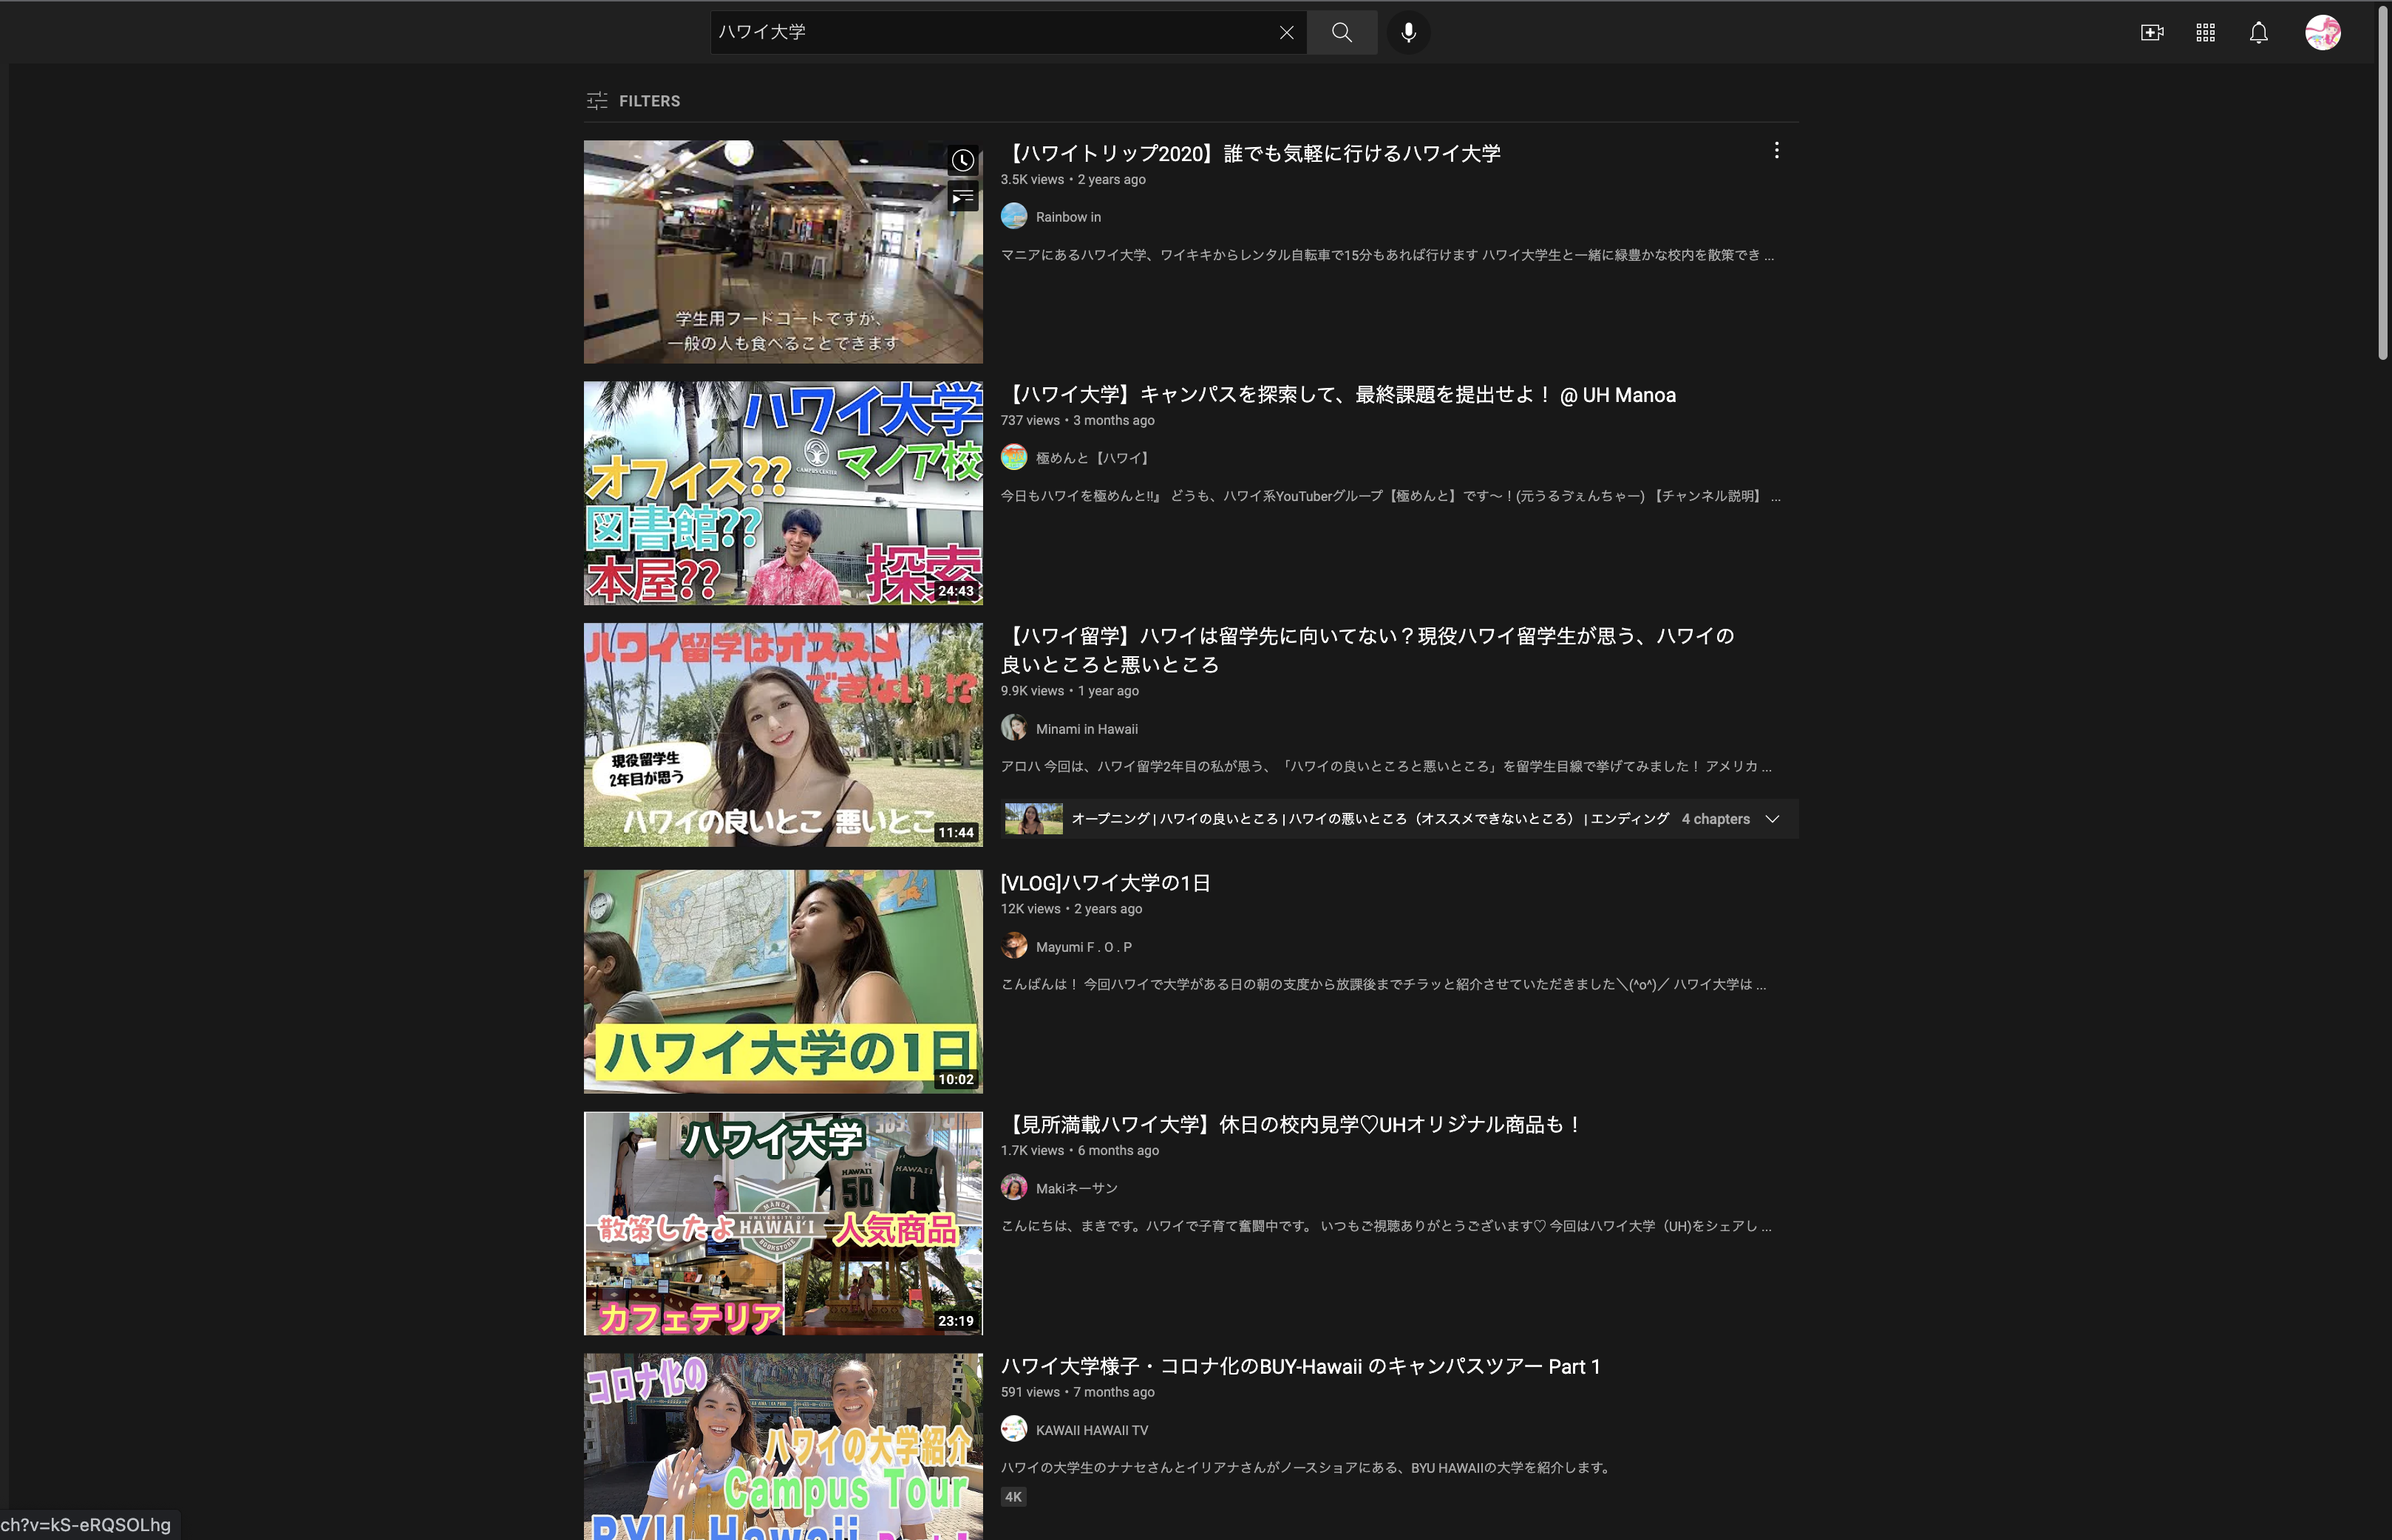 ハワイ大学
FILTERS
学生用フードコートですが、
一般の人も食べることできます
【ハワイトリップ2020】誰でも気軽に行けるハワイ大学
3.5K views・2 years ago
Rainbow in
マニアにあるハワイ大学、ワイキキからレンタル自転車で15分もあれば行けます ハワイ大学生と一緒に緑豊かな校内を散策でき ...
ハワイ大学
マノア校
CAMPUS CENTER
オフィス??
図書館??
本屋??
探索
24:43
【ハワイ大学】キャンパスを探索して、最終課題を提出せよ！ @ UH Manoa
737 views・3 months ago
極めんと【ハワイ】
今日もハワイを極めんと!!』 どうも、ハワイ系YouTuberグループ【極めんと】です〜！(元うるゔぇんちゃー) 【チャンネル説明】 ...
ハワイ留学はオススメ
できない!?
現役留学生
2年目が思う
ハワイの良いとこ 悪いとこ
11:44
【ハワイ留学】ハワイは留学先に向いてない？現役ハワイ留学生が思う、ハワイの
良いところと悪いところ
9.9K views・1 year ago
Minami in Hawaii
アロハ 今回は、ハワイ留学2年目の私が思う、「ハワイの良いところと悪いところ」を留学生目線で挙げてみました！ アメリカ ...
オープニング | ハワイの良いところ | ハワイの悪いところ（オススメできないところ） | エンディング 4 chapters
ハワイ大学の1日
10:02
[VLOG]ハワイ大学の1日
12K views・2 years ago
Mayumi F . O . P
こんばんは！ 今回ハワイで大学がある日の朝の支度から放課後までチラッと紹介させていただきました＼(^o^)／ ハワイ大学は ...
ハワイ大学
HAWAII
50
HAWAI'I
1
MANOA
UNIVERSITY OF
HAWAI'I
BOOKSTORE
散策したよ
人気商品
カフェテリア
23:19
【見所満載ハワイ大学】休日の校内見学♡UHオリジナル商品も！
1.7K views・6 months ago
Makiネーサン
こんにちは、まきです。ハワイで子育て奮闘中です。 いつもご視聴ありがとうございます♡ 今回はハワイ大学（UH)をシェアし ...
コロナ化の
ハワイの大学紹介
Campus Tour
BYU Hawaii Part 1
ハワイ大学様子・コロナ化のBUY-Hawaii のキャンパスツアー Part 1
591 views・7 months ago
KAWAII HAWAII TV
ハワイの大学生のナナセさんとイリアナさんがノースショアにある、BYU HAWAIIの大学を紹介します。
4K
ch?v=kS-eRQSOLhg